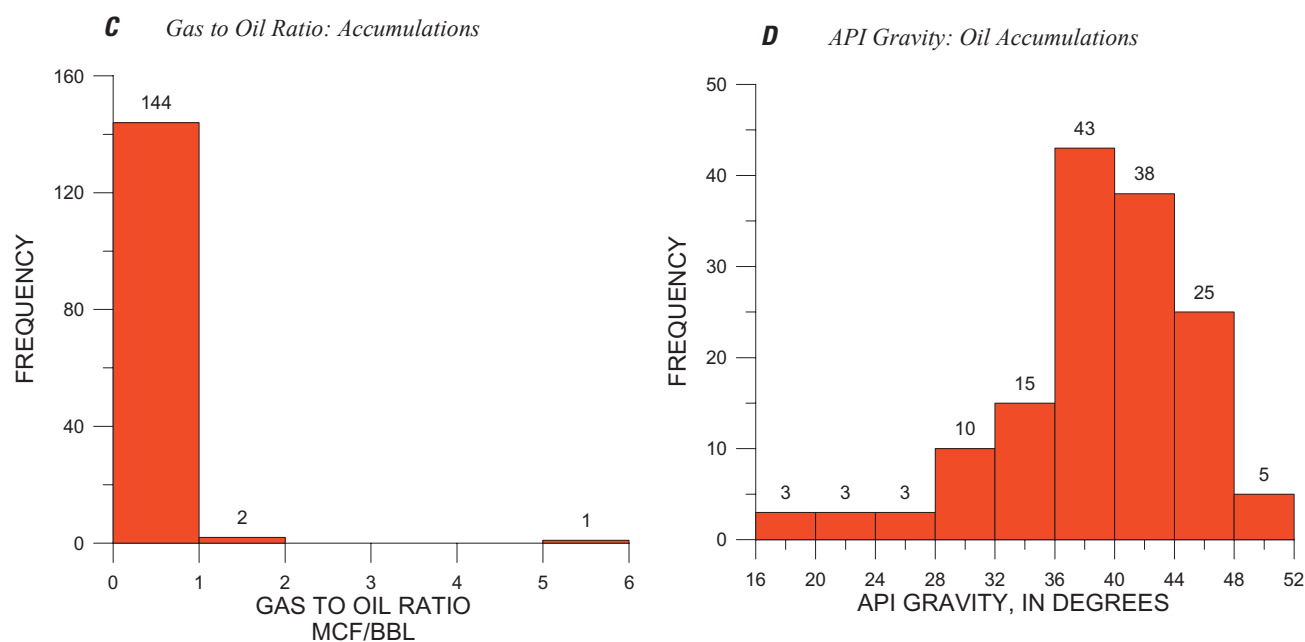 C Gas to Oil Ratio: Accumulations
160
144
120
80
40
2
1
0
FREQUENCY
0 1 2 3 4 5 6
GAS TO OIL RATIO
MCF/BBL
D API Gravity: Oil Accumulations
50
43
40
38
30
25
20
15
10
10
3 3 3
5
0
FREQUENCY
16 20 24 28 32 36 40 44 48 52
API GRAVITY, IN DEGREES